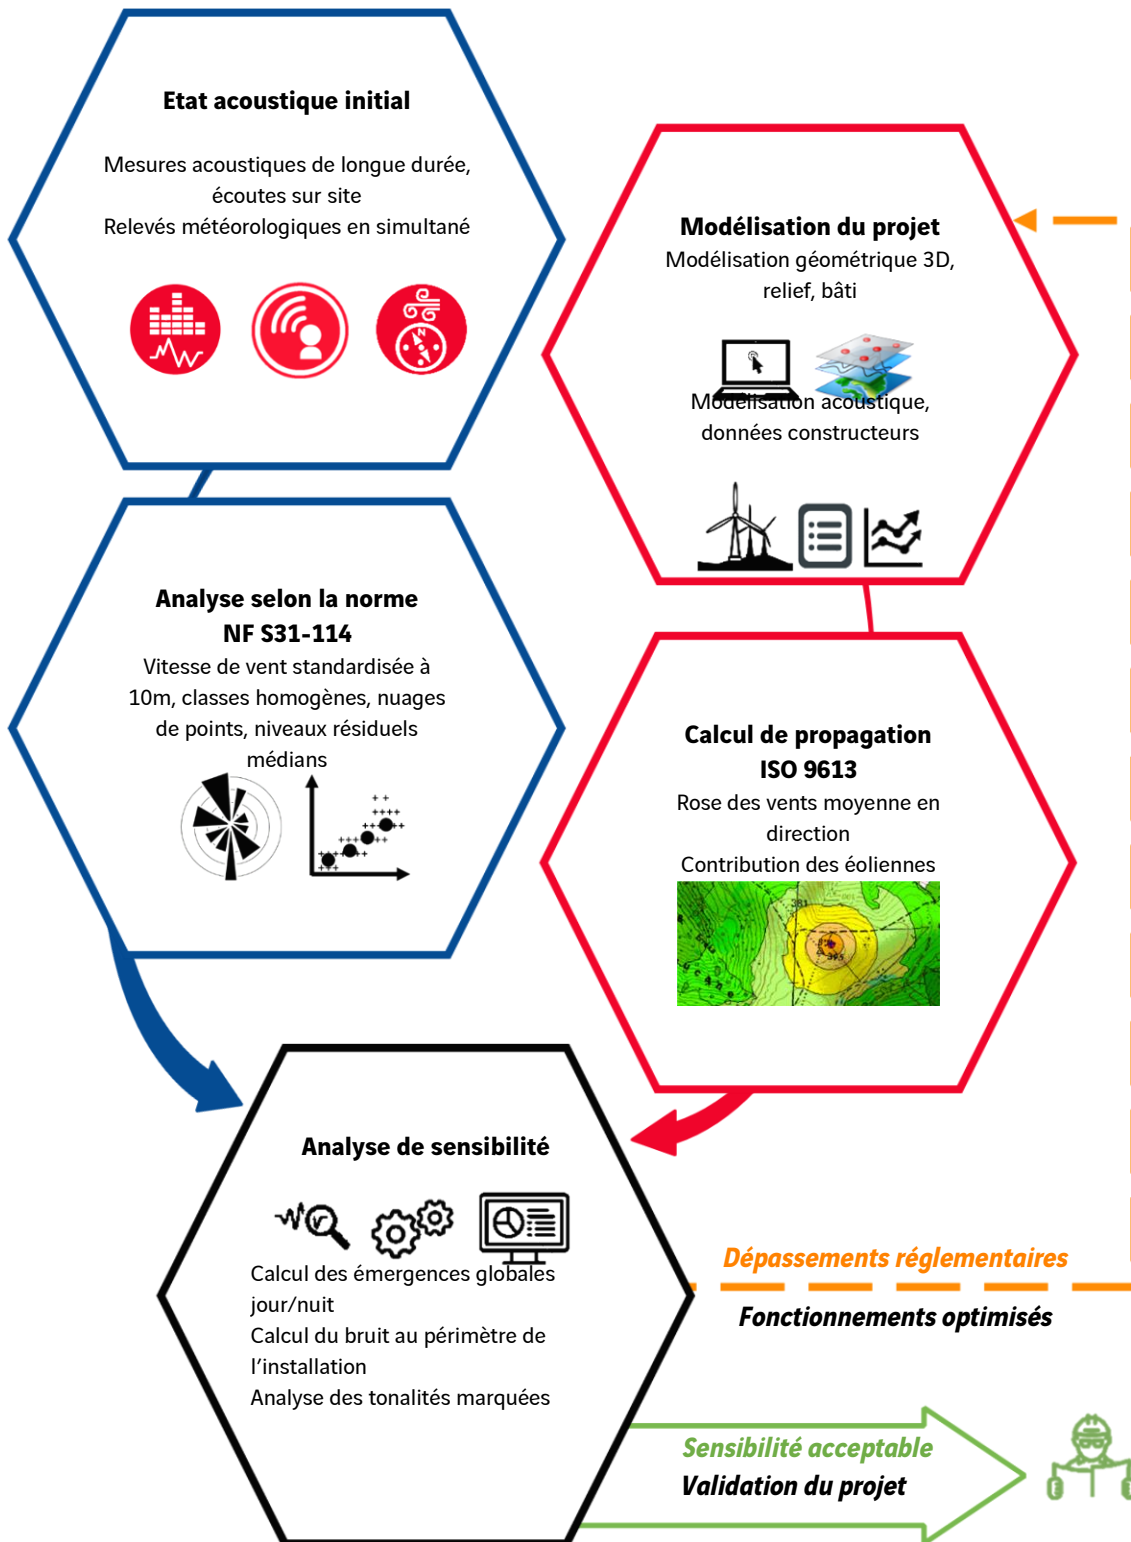 Etat acoustique initial
Mesures acoustiques de longue durée,
écoutes sur site
Relevés météorologiques en simultané
N
Modélisation du projet
Modélisation géométrique 3D,
relief, bâti
Modélisation acoustique,
données constructeurs
Analyse selon la norme
NF S31-114
Vitesse de vent standardisée à
10m, classes homogènes, nuages
de points, niveaux résiduels
médians
Calcul de propagation
ISO 9613
Rose des vents moyenne en
direction
Contribution des éoliennes
381
Analyse de sensibilité
Calcul des émergences globales
jour/nuit
Calcul du bruit au périmètre de
l'installation
Analyse des tonalités marquées
Dépassements réglementaires
Fonctionnements optimisés
Sensibilité acceptable
Validation du projet